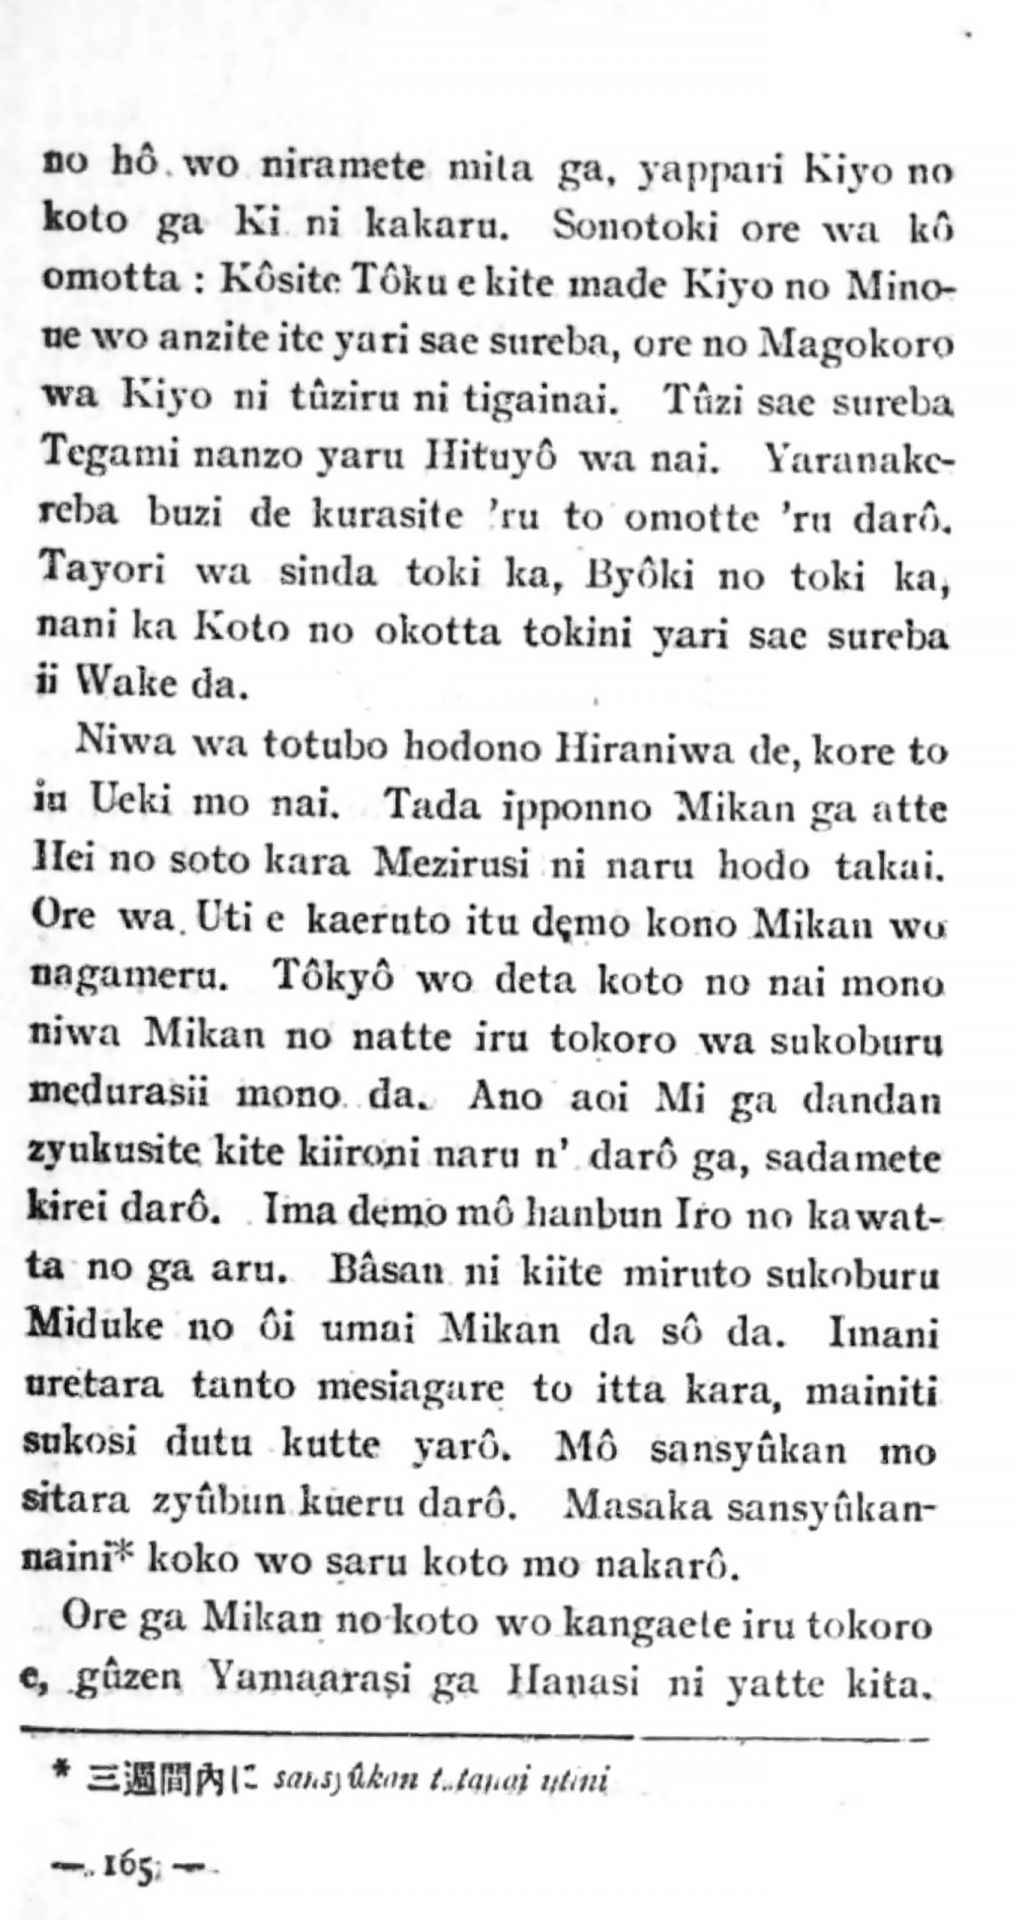 no hô wo niramete mita ga, yappari Kiyo no
koto ga Ki ni kakaru. Sonotoki ore wa kô
omotta : Kôsite Tôku e kite made Kiyo no Mino-
ue wo anzite ite yari sae sureba, ore no Magokoro
wa Kiyo ni tûziru ni tigainai. Tûzi sae sureba
Tegami nanzo yaru Hituyô wa nai. Yaranake-
reba buzi de kurasite 'ru to omotte 'ru darô.
Tayori wa sinda toki ka, Byôki no toki ka,
nani ka Koto no okotta tokini yari sae sureba
ii Wake da.
Niwa wa totubo hodono Hiraniwa de, kore to
iu Ueki mo nai. Tada ipponno Mikan ga atte
Hei no soto kara Mezirusi ni naru hodo takai.
Ore wa Uti e kaeruto itu demo kono Mikan wo
nagameru. Tôkyô wo deta koto no nai mono
niwa Mikan no natte iru tokoro wa sukoburu
medurasii mono da. Ano aoi Mi ga dandan
zyukusite kite kiironi naru n' darô ga, sadamete
kirei darô. Ima demo mô hanbun Iro no kawat-
ta no ga aru. Bâsan ni kiite miruto sukoburu
Miduke no ôi umai Mikan da sô da. Imani
uretara tanto mesiagare to itta kara, mainiti
sukosi dutu kutte yarô. Mô sansyûkan mo
sitara zyûbun kueru darô. Masaka sansyûkan-
naini* koko wo saru koto mo nakarô.
Ore ga Mikan no koto wo kangaete iru tokoro
e, gûzen Yamaarasi ga Hanasi ni yatte kita.
* 三週間內に sansyûkan tatanai utini
— 165 —